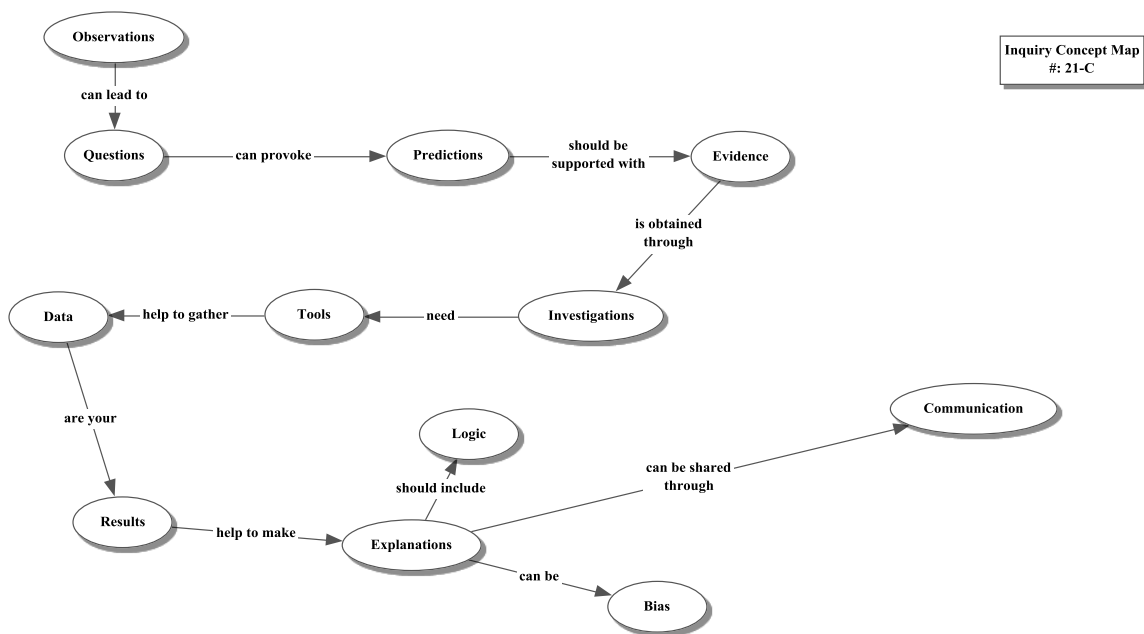 Observations
Inquiry Concept Map
#: 21-C
can lead to
Questions
can provoke
Predictions
should be
supported with
Evidence
is obtained
through
Data
help to gather
Tools
need
Investigations
are your
Logic
Communication
should include
can be shared
through
Results
help to make
Explanations
can be
Bias